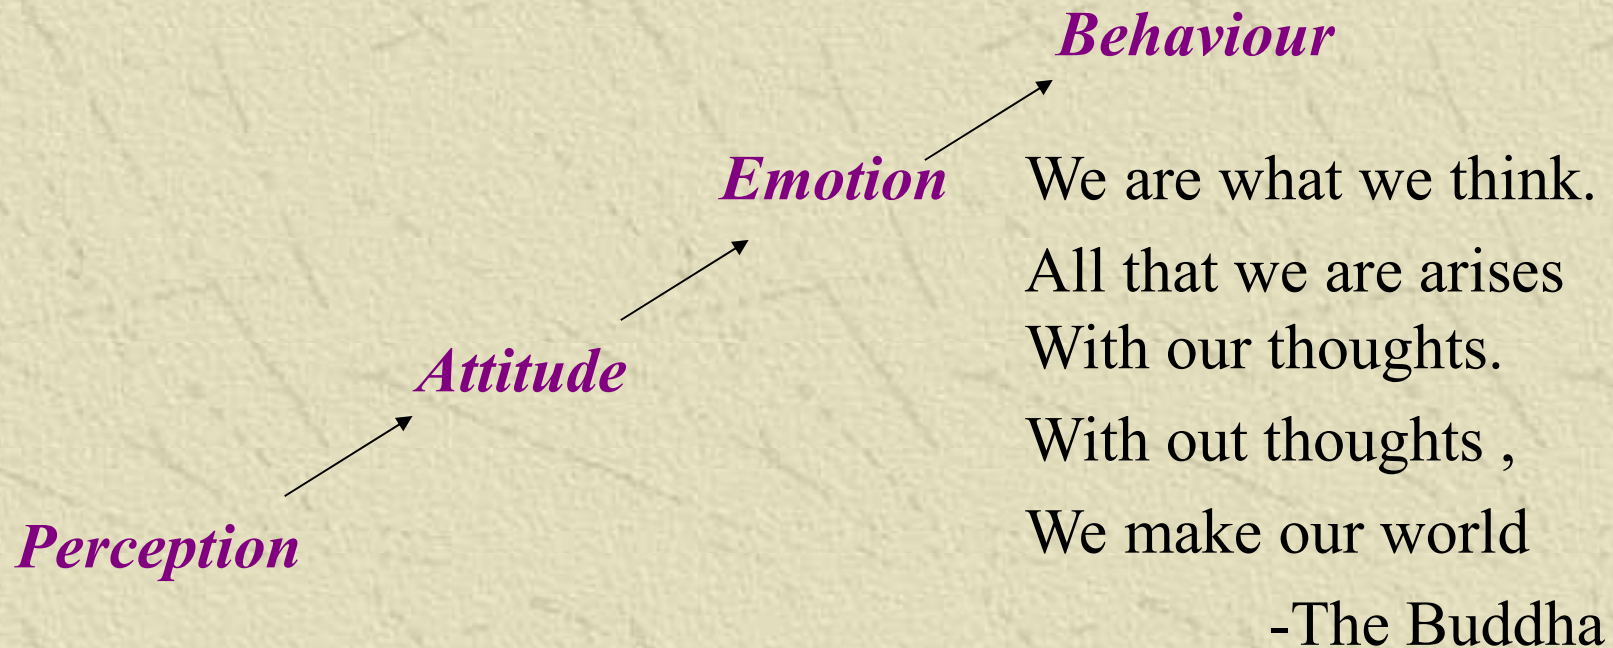 Behaviour
Emotion
Attitude
Perception
We are what we think.
All that we are arises
With our thoughts.
With out thoughts ,
We make our world
-The Buddha